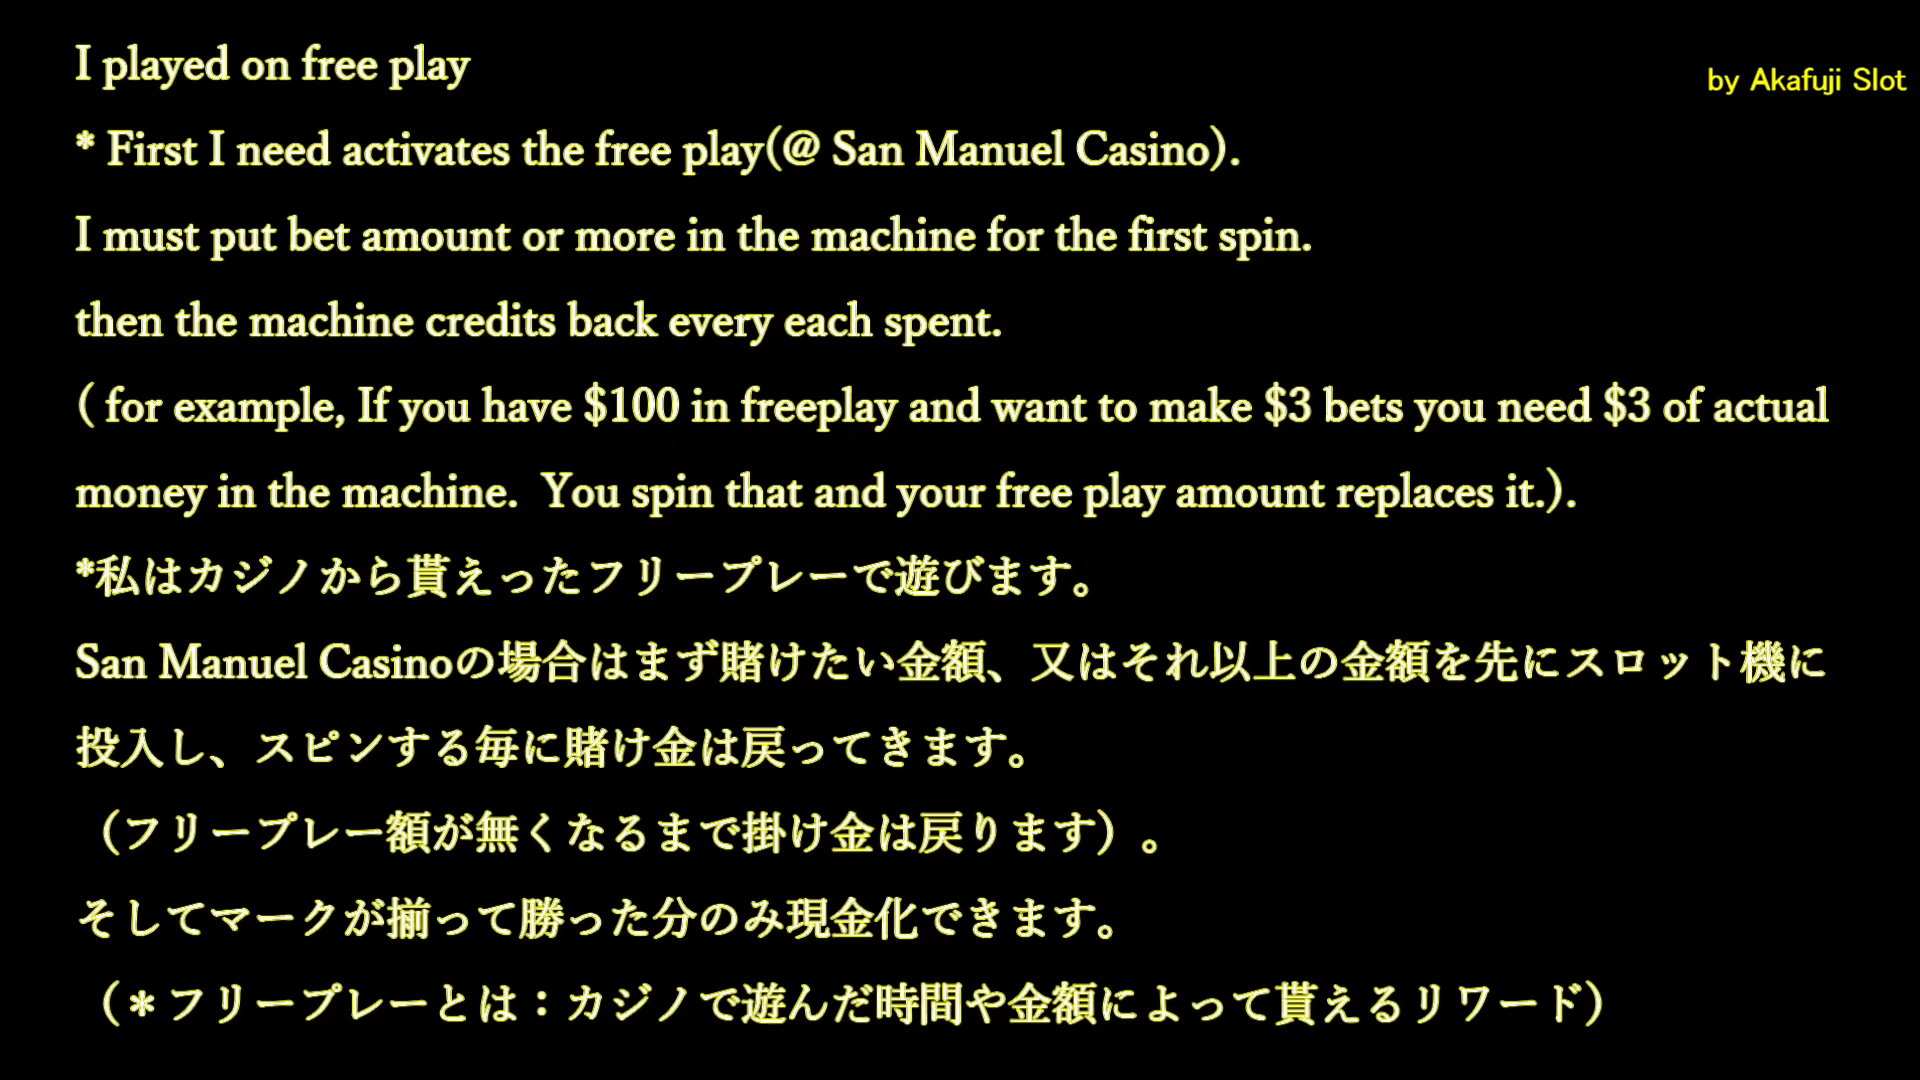 I played on free play
by Akafuji Slot
* First I need activates the free play(@ San Manuel Casino).
I must put bet amount or more in the machine for the first spin.
then the machine credits back every each spent.
( for example, If you have $100 in freeplay and want to make $3 bets you need $3 of actual
money in the machine.  You spin that and your free play amount replaces it.).
*私はカジノから貰えったフリープレーで遊びます。
San Manuel Casinoの場合はまず賭けたい金額、又はそれ以上の金額を先にスロット機に
投入し、スピンする毎に賭け金は戻ってきます。
（フリープレー額が無くなるまで掛け金は戻ります）。
そしてマークが揃って勝った分のみ現金化できます。
（＊フリープレーとは：カジノで遊んだ時間や金額によって貰えるリワード）